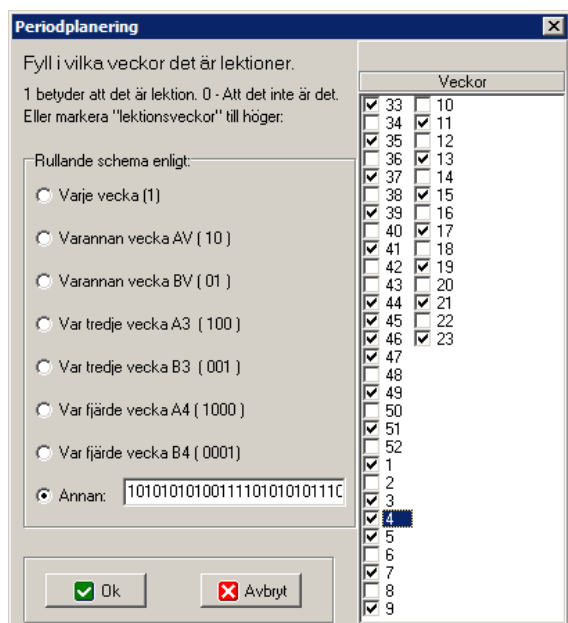 Periodplanering
Fyll i vilka veckor det är lektioner.
1 betyder att det är lektion. 0 - Att det inte är det.
Eller markera "lektionsveckor" till höger:
Rullande schema enligt:
Varje vecka (1)
Varannan vecka AV ( 10 )
Varannan vecka BV ( 01 )
Var tredje vecka A3 ( 100 )
Var tredje vecka B3 ( 001 )
Var fjärde vecka A4 ( 1000 )
Var fjärde vecka B4 ( 0001)
Annan: 10101010100111101010101110
Ok Avbryt
Veckor
33 10
34 11
35 12
36 13
37 14
38 15
39 16
40 17
41 18
42 19
43 20
44 21
45 22
46 23
47
48
49
50
51
52
1
2
3
4
5
6
7
8
9